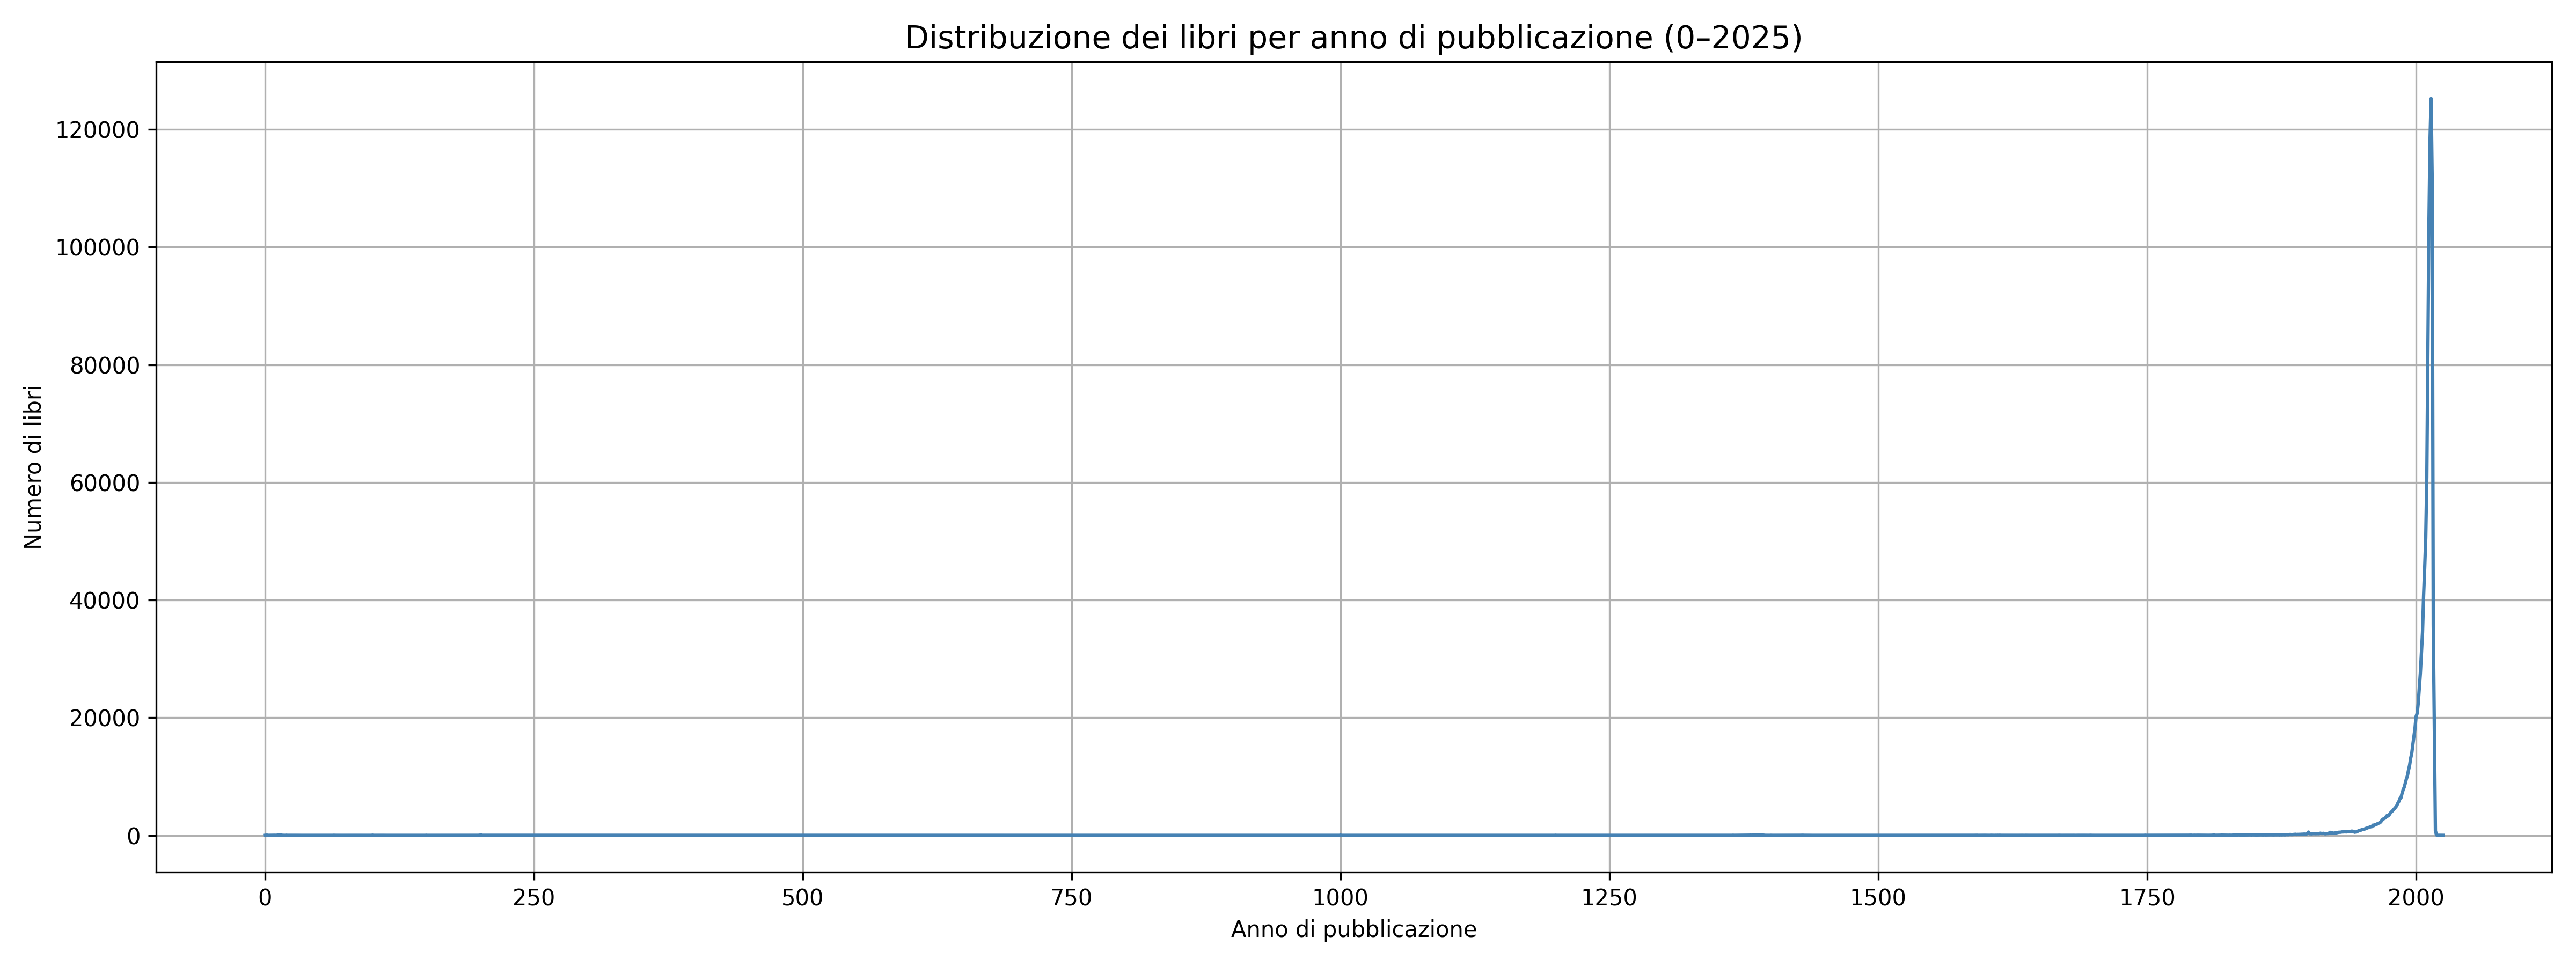 Distribuzione dei libri per anno di pubblicazione (0–2025)
120000
100000
80000
60000
40000
20000
0
Numero di libri
0 250 500 750 1000 1250 1500 1750 2000
Anno di pubblicazione